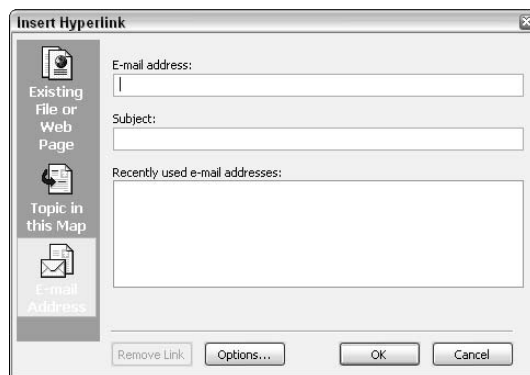 Insert Hyperlink
Existing
File or
Web
Page
Topic in
this Map
E-mail
Address
E-mail address:
Subject:
Recently used e-mail addresses:
Remove Link
Options...
OK
Cancel